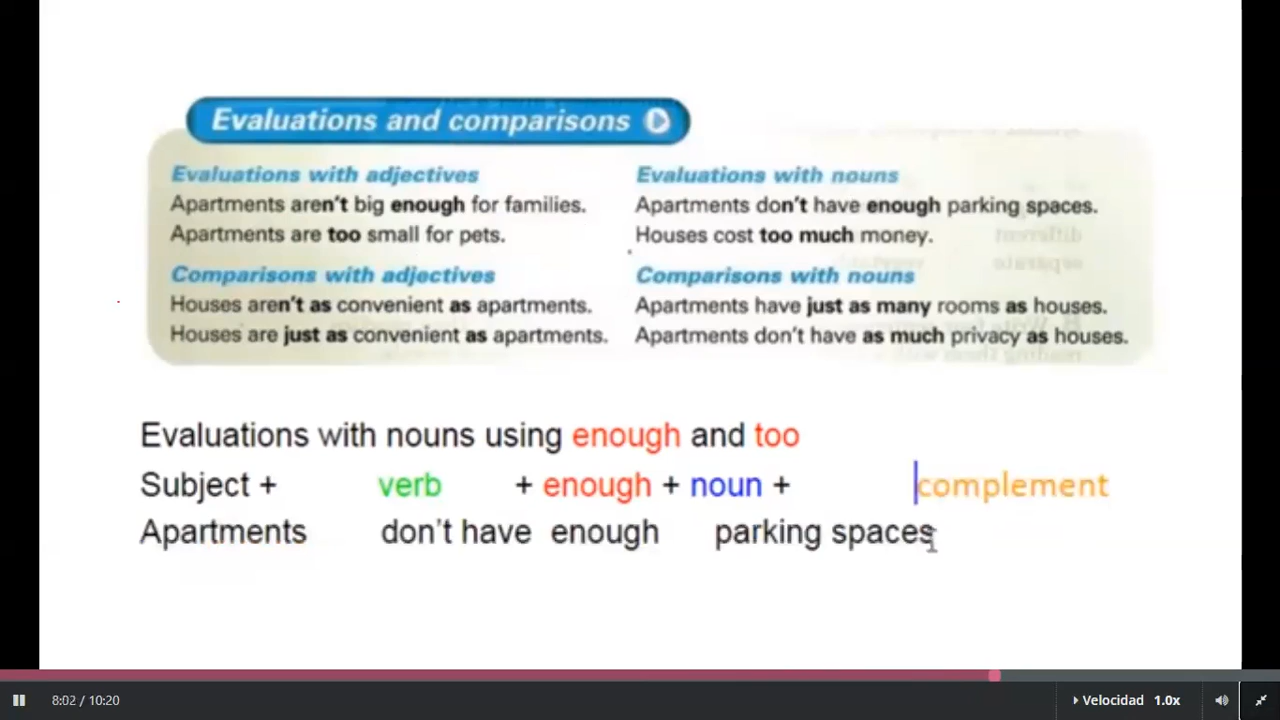 Evaluations and comparisons
Evaluations with adjectives
Apartments aren't big enough for families.
Apartments are too small for pets.
Comparisons with adjectives
Houses aren't as convenient as apartments.
Houses are just as convenient as apartments.
Evaluations with nouns
Apartments don't have enough parking spaces.
Houses cost too much money.
Comparisons with nouns
Apartments have just as many rooms as houses.
Apartments don't have as much privacy as houses.
Evaluations with nouns using enough and too
Subject + verb + enough + noun + complement
Apartments don't have enough parking spaces
8:02 / 10:20
Velocidad 1.0x